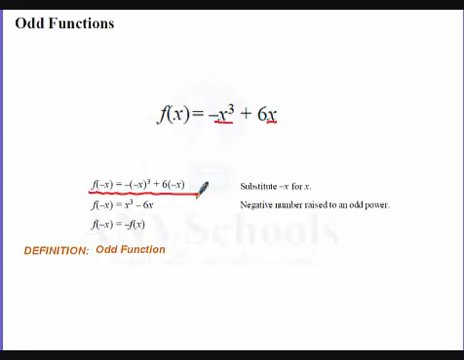 Odd Functions
f(x)= –x³ + 6x
f(–x) = –(–x)³ + 6(–x) Substitute –x for x.
f(–x) = x³ – 6x Negative number raised to an odd power.
f(–x) = –f(x)
DEFINITION: Odd Function